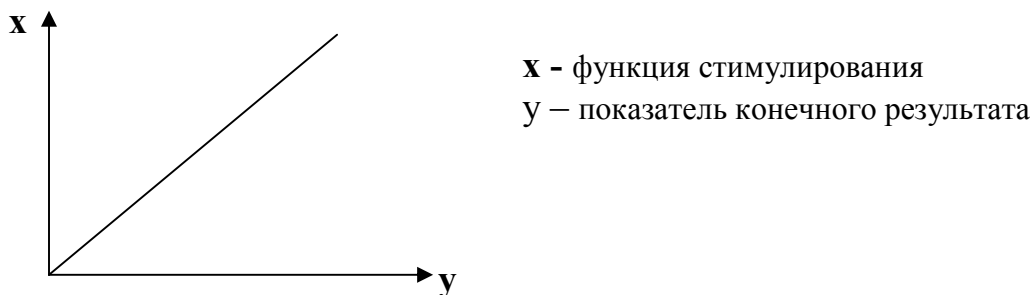 x
x - функция стимулирования
y – показатель конечного результата
y